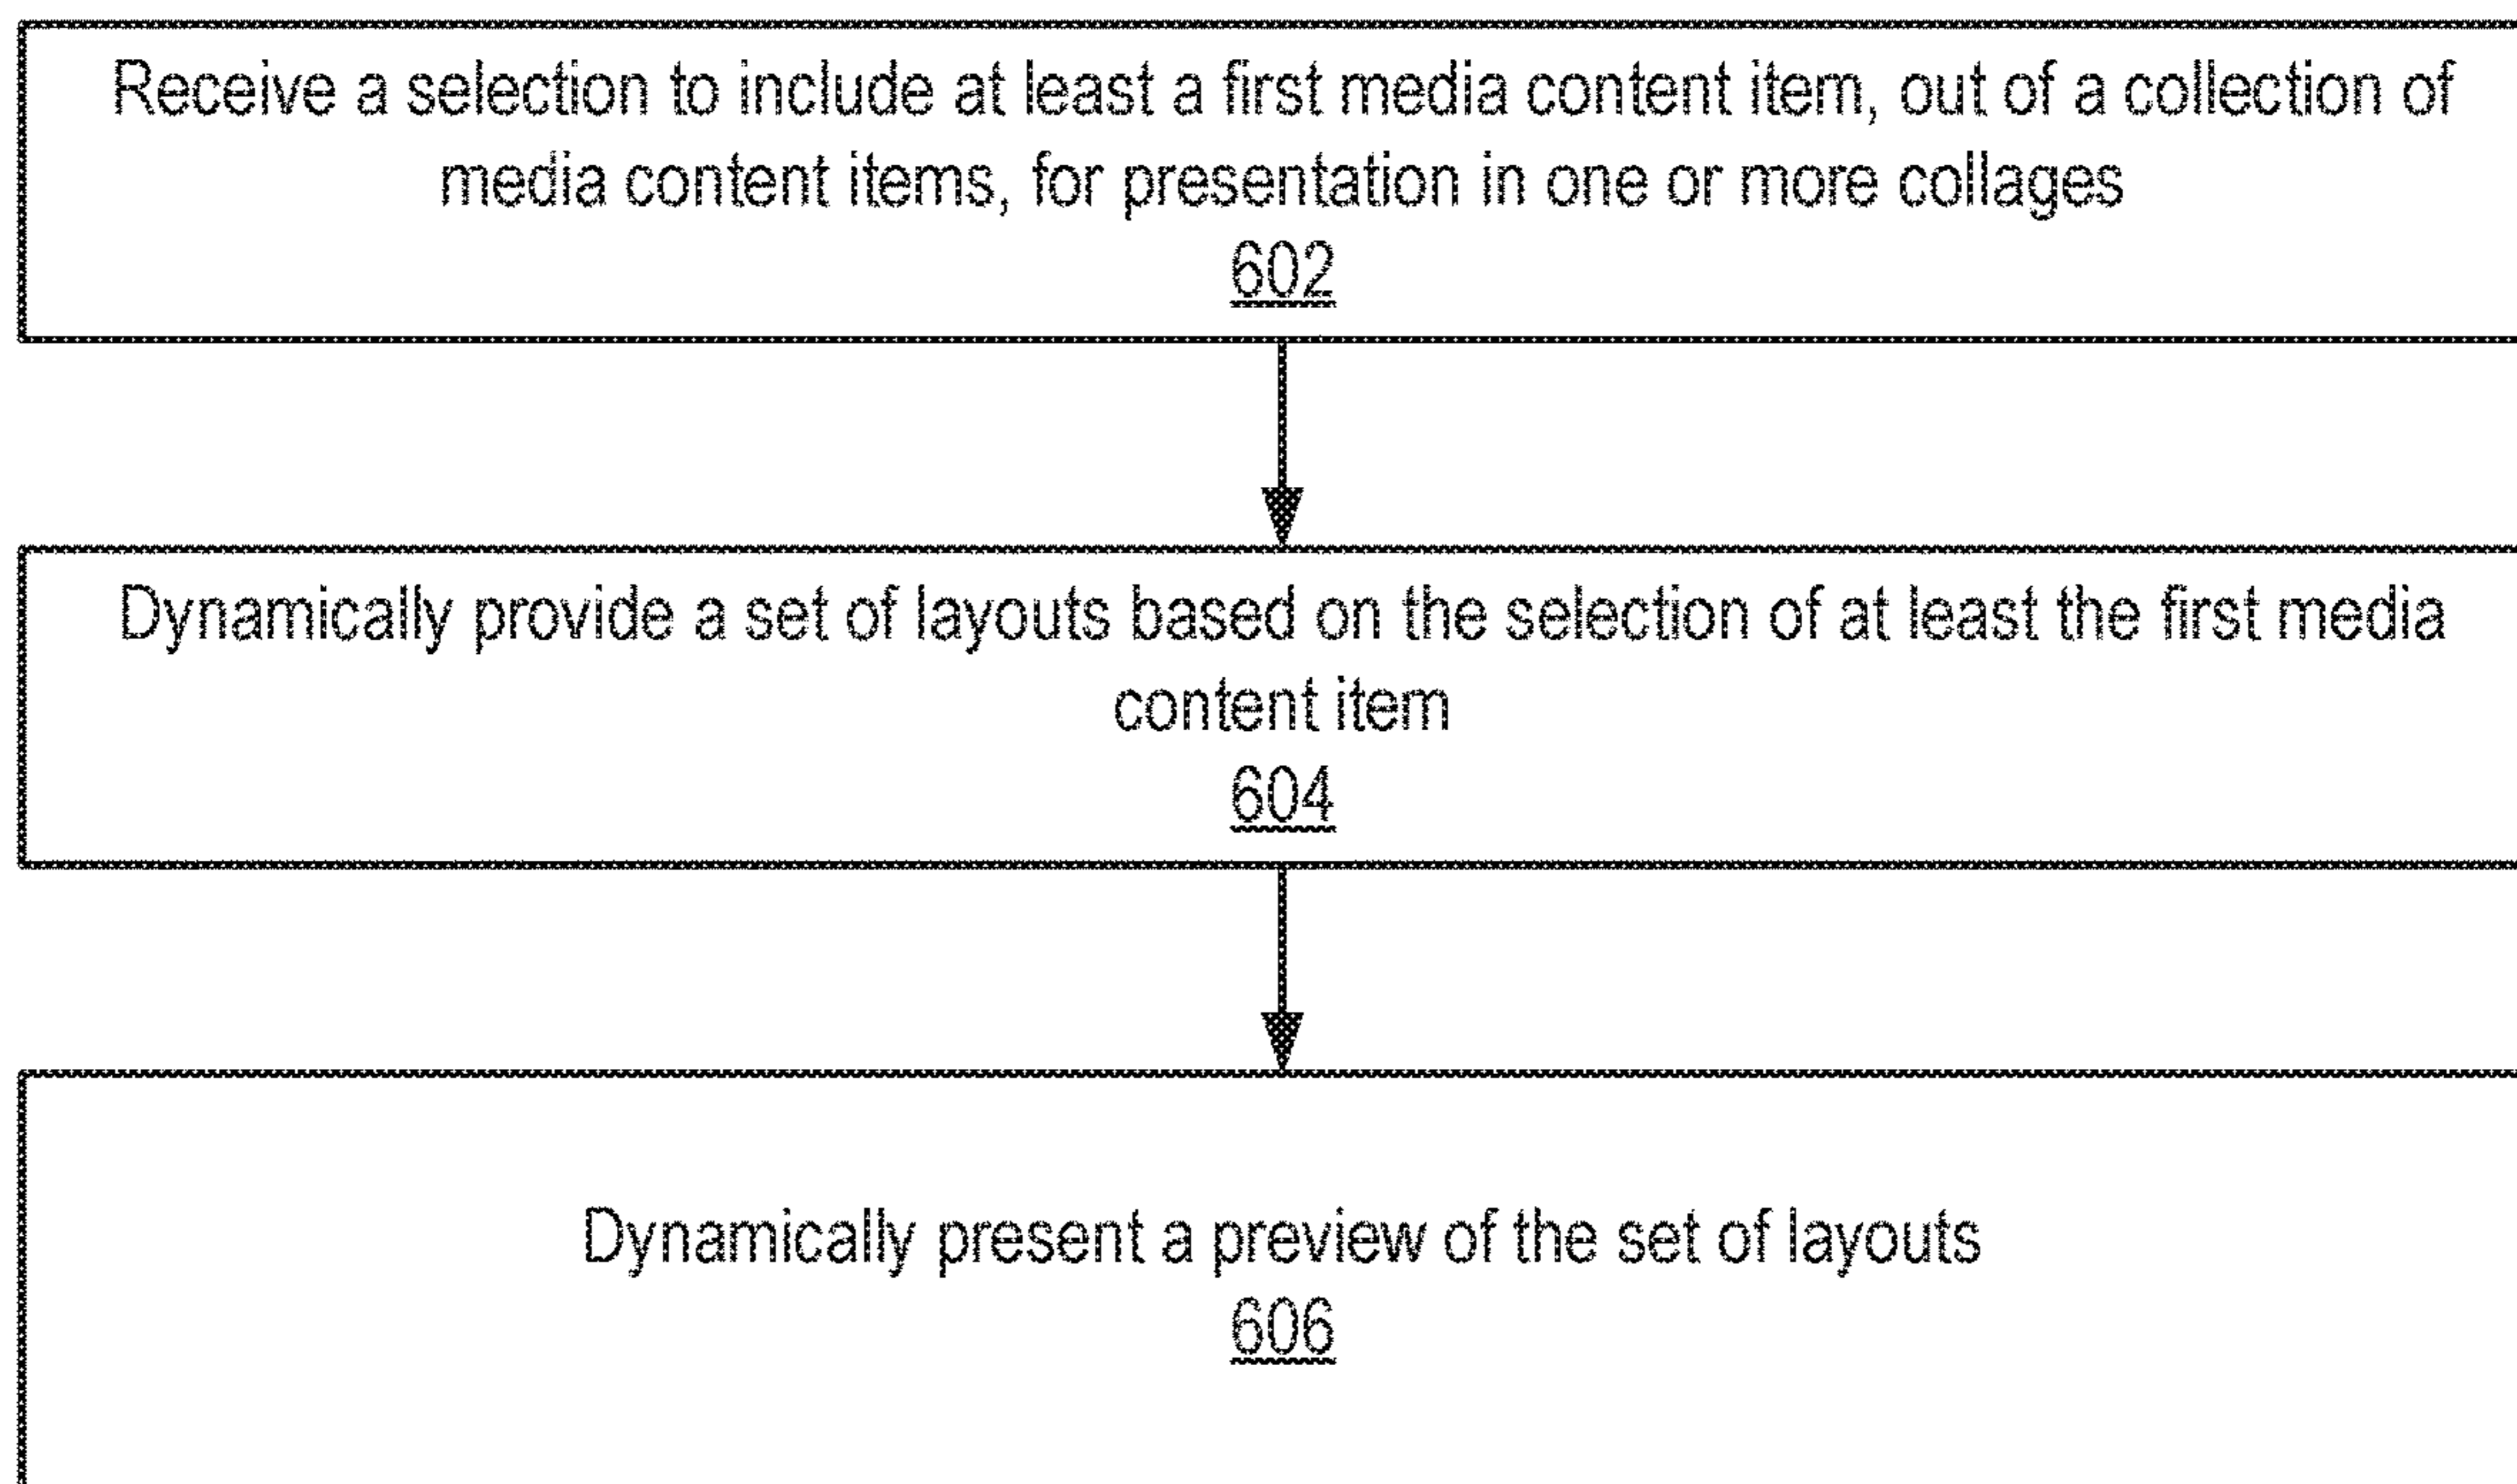 Receive a selection to include at least a first media content item, out of a collection of
media content items, for presentation in one or more collages
602
Dynamically provide a set of layouts based on the selection of at least the first media
content item
604
Dynamically present a preview of the set of layouts
606